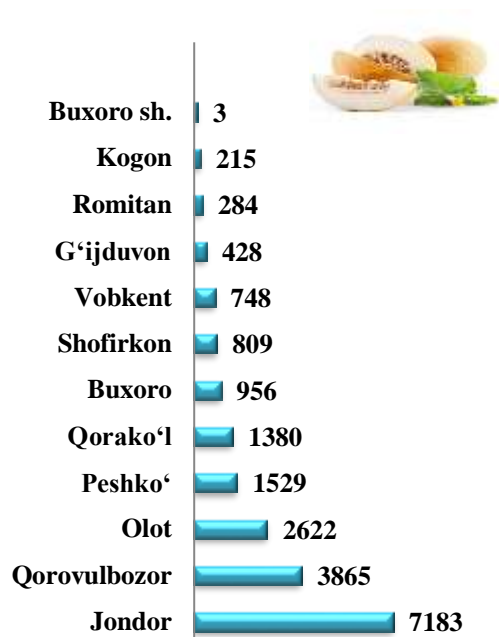 Buxoro sh. 3
Kogon 215
Romitan 284
G‘ijduvon 428
Vobkent 748
Shofirkon 809
Buxoro 956
Qorako‘l 1380
Peshko‘ 1529
Olot 2622
Qorovulbozor 3865
Jondor 7183